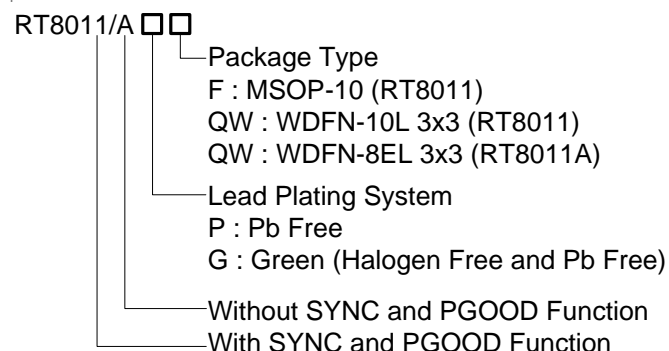 RT8011/A
Package Type
F : MSOP-10 (RT8011)
QW : WDFN-10L 3x3 (RT8011)
QW : WDFN-8EL 3x3 (RT8011A)
Lead Plating System
P : Pb Free
G : Green (Halogen Free and Pb Free)
Without SYNC and PGOOD Function
With SYNC and PGOOD Function